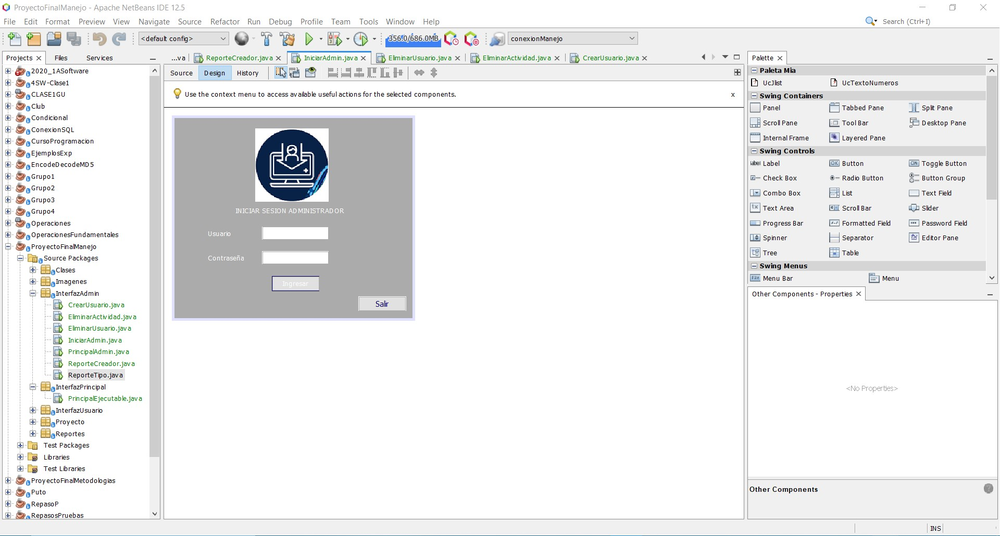 ProyectoFinalManejo - Apache NetBeans IDE 12.5
File Edit Format Preview View Navigate Source Refactor Run Debug Profile Team Tools Window Help
Search (Ctrl+I)
<default config>
356.0/686.0MB
conexionManejo
Projects Files Services
...va ReporteCreador.java IniciarAdmin.java EliminarUsuario.java EliminarActividad.java CrearUsuario.java
Source Design History
Use the context menu to access available useful actions for the selected components.
x
2020_1ASoftware
4SW-Clase1
CLASE1GU
Club
Condicional
ConexionSQL
CursoProgramacion
EjemplosExp
EncodeDecodeMD5
Grupo1
Grupo2
Grupo3
Grupo4
Operaciones
OperacionesFundamentales
ProyectoFinalManejo
Source Packages
Clases
Imagenes
InterfazAdmin
CrearUsuario.java
EliminarActividad.java
EliminarUsuario.java
IniciarAdmin.java
PrincipalAdmin.java
ReporteCreador.java
ReporteTipo.java
InterfazPrincipal
PrincipalEjecutable.java
InterfazUsuario
Proyecto
Reportes
Test Packages
Libraries
Test Libraries
ProyectoFinalMetodologias
Puto
RepasoP
RepasosPruebas
INICIAR SESION ADMINISTRADOR
Usuario
Contraseña
Ingresar
Salir
Palette
Paleta Mia
UcJlist UcTextoNumeros
Swing Containers
Panel Tabbed Pane Split Pane
Scroll Pane Tool Bar Desktop Pane
Internal Frame Layered Pane
Swing Controls
Label Button Toggle Button
Check Box Radio Button Button Group
Combo Box List Text Field
Text Area Scroll Bar Slider
Progress Bar Formatted Field Password Field
Spinner Separator Editor Pane
Tree Table
Swing Menus
Menu Bar Menu
Other Components - Properties
<No Properties>
Other Components
INS